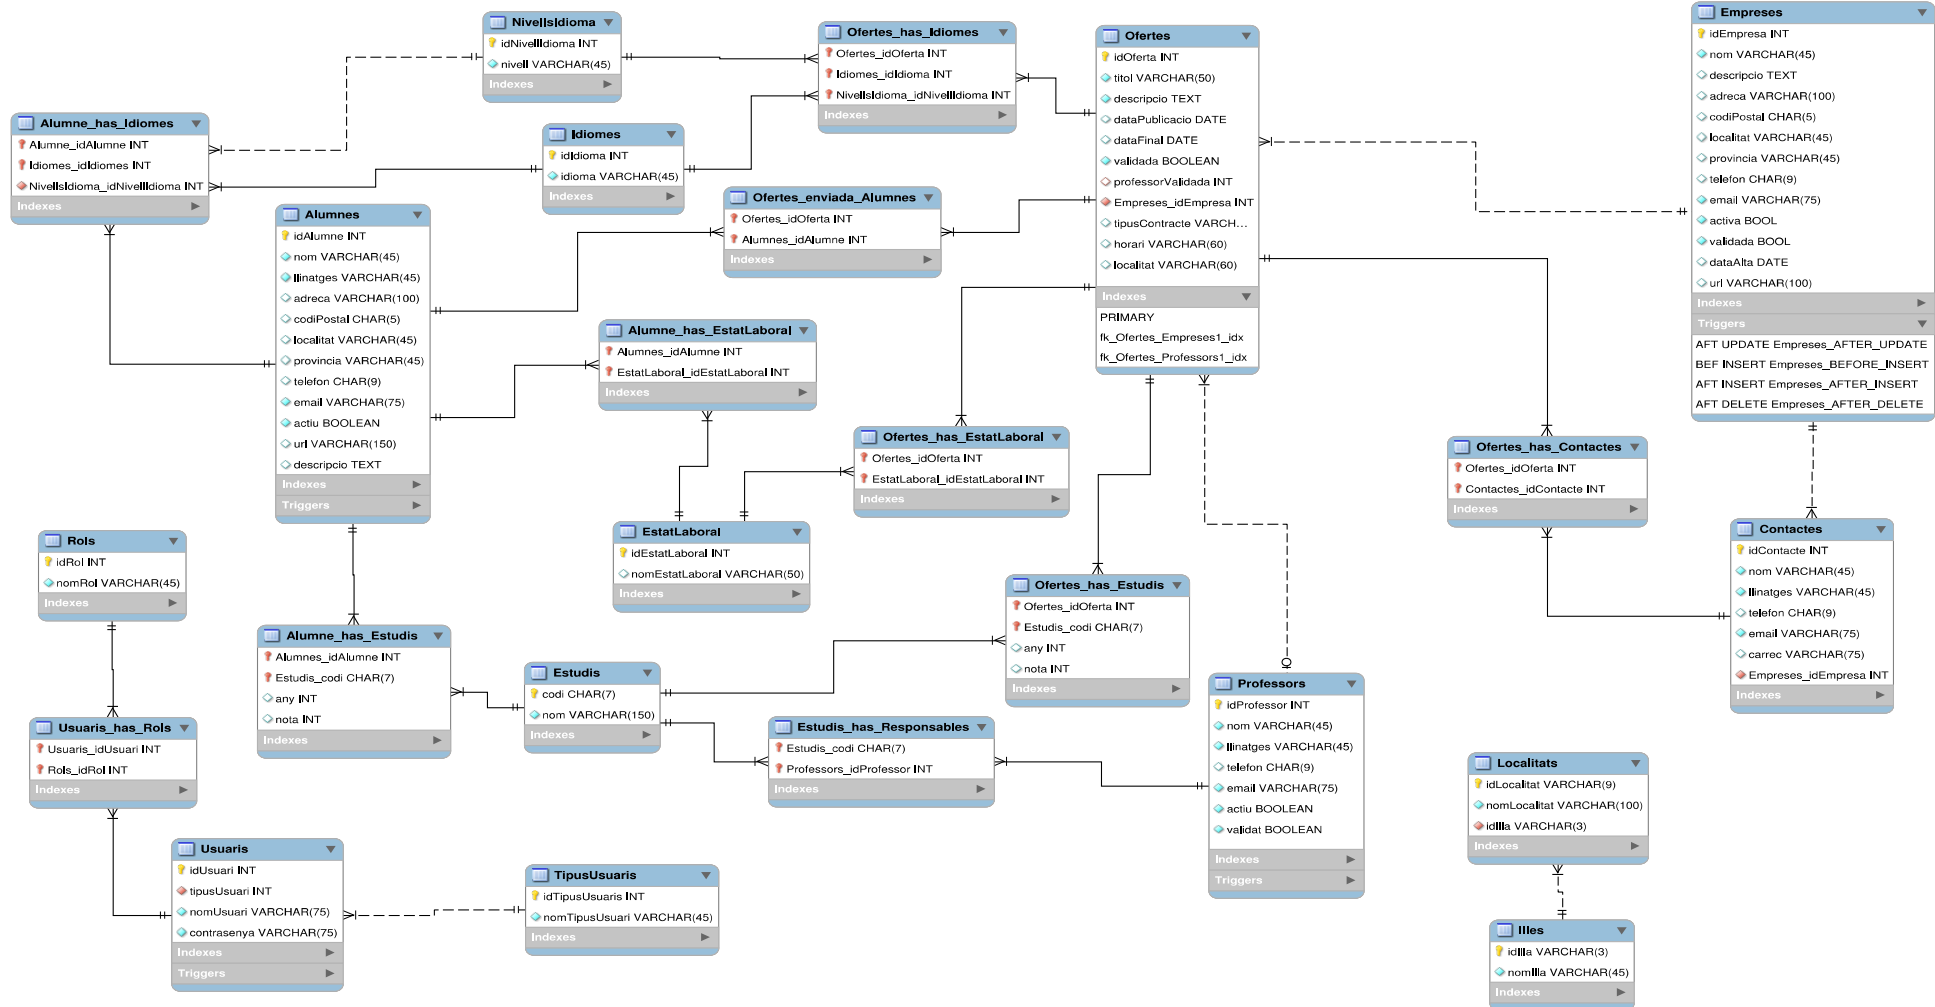 NivellsIdioma
idNivellIdioma INT
nivell VARCHAR(45)
Indexes
Ofertes_has_Idiomes
Ofertes_idOferta INT
Idiomes_idIdioma INT
NivellsIdioma_idNivellIdioma INT
Indexes
Ofertes
idOferta INT
titol VARCHAR(50)
descripcio TEXT
dataPublicacio DATE
dataFinal DATE
validada BOOLEAN
professorValidada INT
Empreses_idEmpresa INT
tipusContracte VARCH...
horari VARCHAR(60)
localitat VARCHAR(60)
Indexes
PRIMARY
fk_Ofertes_Empreses1_idx
fk_Ofertes_Professors1_idx
Empreses
idEmpresa INT
nom VARCHAR(45)
descripcio TEXT
adreca VARCHAR(100)
codiPostal CHAR(5)
localitat VARCHAR(45)
provincia VARCHAR(45)
telefon CHAR(9)
email VARCHAR(75)
activa BOOL
validada BOOL
dataAlta DATE
url VARCHAR(100)
Indexes
Triggers
AFT UPDATE Empreses_AFTER_UPDATE
BEF INSERT Empreses_BEFORE_INSERT
AFT INSERT Empreses_AFTER_INSERT
AFT DELETE Empreses_AFTER_DELETE
Alumne_has_Idiomes
Alumne_idAlumne INT
Idiomes_idIdiomes INT
NivellsIdioma_idNivellIdioma INT
Indexes
Idiomes
idIdioma INT
idioma VARCHAR(45)
Indexes
Ofertes_enviada_Alumnes
Ofertes_idOferta INT
Alumnes_idAlumne INT
Indexes
Alumnes
idAlumne INT
nom VARCHAR(45)
llinatges VARCHAR(45)
adreca VARCHAR(100)
codiPostal CHAR(5)
localitat VARCHAR(45)
provincia VARCHAR(45)
telefon CHAR(9)
email VARCHAR(75)
actiu BOOLEAN
url VARCHAR(150)
descripcio TEXT
Indexes
Triggers
Alumne_has_EstatLaboral
Alumnes_idAlumne INT
EstatLaboral_idEstatLaboral INT
Indexes
Ofertes_has_EstatLaboral
Ofertes_idOferta INT
EstatLaboral_idEstatLaboral INT
Indexes
Ofertes_has_Contactes
Ofertes_idOferta INT
Contactes_idContacte INT
Indexes
EstatLaboral
idEstatLaboral INT
nomEstatLaboral VARCHAR(50)
Indexes
Contactes
idContacte INT
nom VARCHAR(45)
llinatges VARCHAR(45)
telefon CHAR(9)
email VARCHAR(75)
carrec VARCHAR(75)
Empreses_idEmpresa INT
Indexes
Rols
idRol INT
nomRol VARCHAR(45)
Indexes
Ofertes_has_Estudis
Ofertes_idOferta INT
Estudis_codi CHAR(7)
any INT
nota INT
Indexes
Alumne_has_Estudis
Alumnes_idAlumne INT
Estudis_codi CHAR(7)
any INT
nota INT
Indexes
Estudis
codi CHAR(7)
nom VARCHAR(150)
Indexes
Professors
idProfessor INT
nom VARCHAR(45)
llinatges VARCHAR(45)
telefon CHAR(9)
email VARCHAR(75)
actiu BOOLEAN
validat BOOLEAN
Indexes
Triggers
Usuaris_has_Rols
Usuaris_idUsuari INT
Rols_idRol INT
Indexes
Estudis_has_Responsables
Estudis_codi CHAR(7)
Professors_idProfessor INT
Indexes
Localitats
idLocalitat VARCHAR(9)
nomLocalitat VARCHAR(100)
idIlla VARCHAR(3)
Indexes
Usuaris
idUsuari INT
tipusUsuari INT
nomUsuari VARCHAR(75)
contrasenya VARCHAR(75)
Indexes
Triggers
TipusUsuaris
idTipusUsuaris INT
nomTipusUsuari VARCHAR(45)
Indexes
Illes
idIlla VARCHAR(3)
nomIlla VARCHAR(45)
Indexes